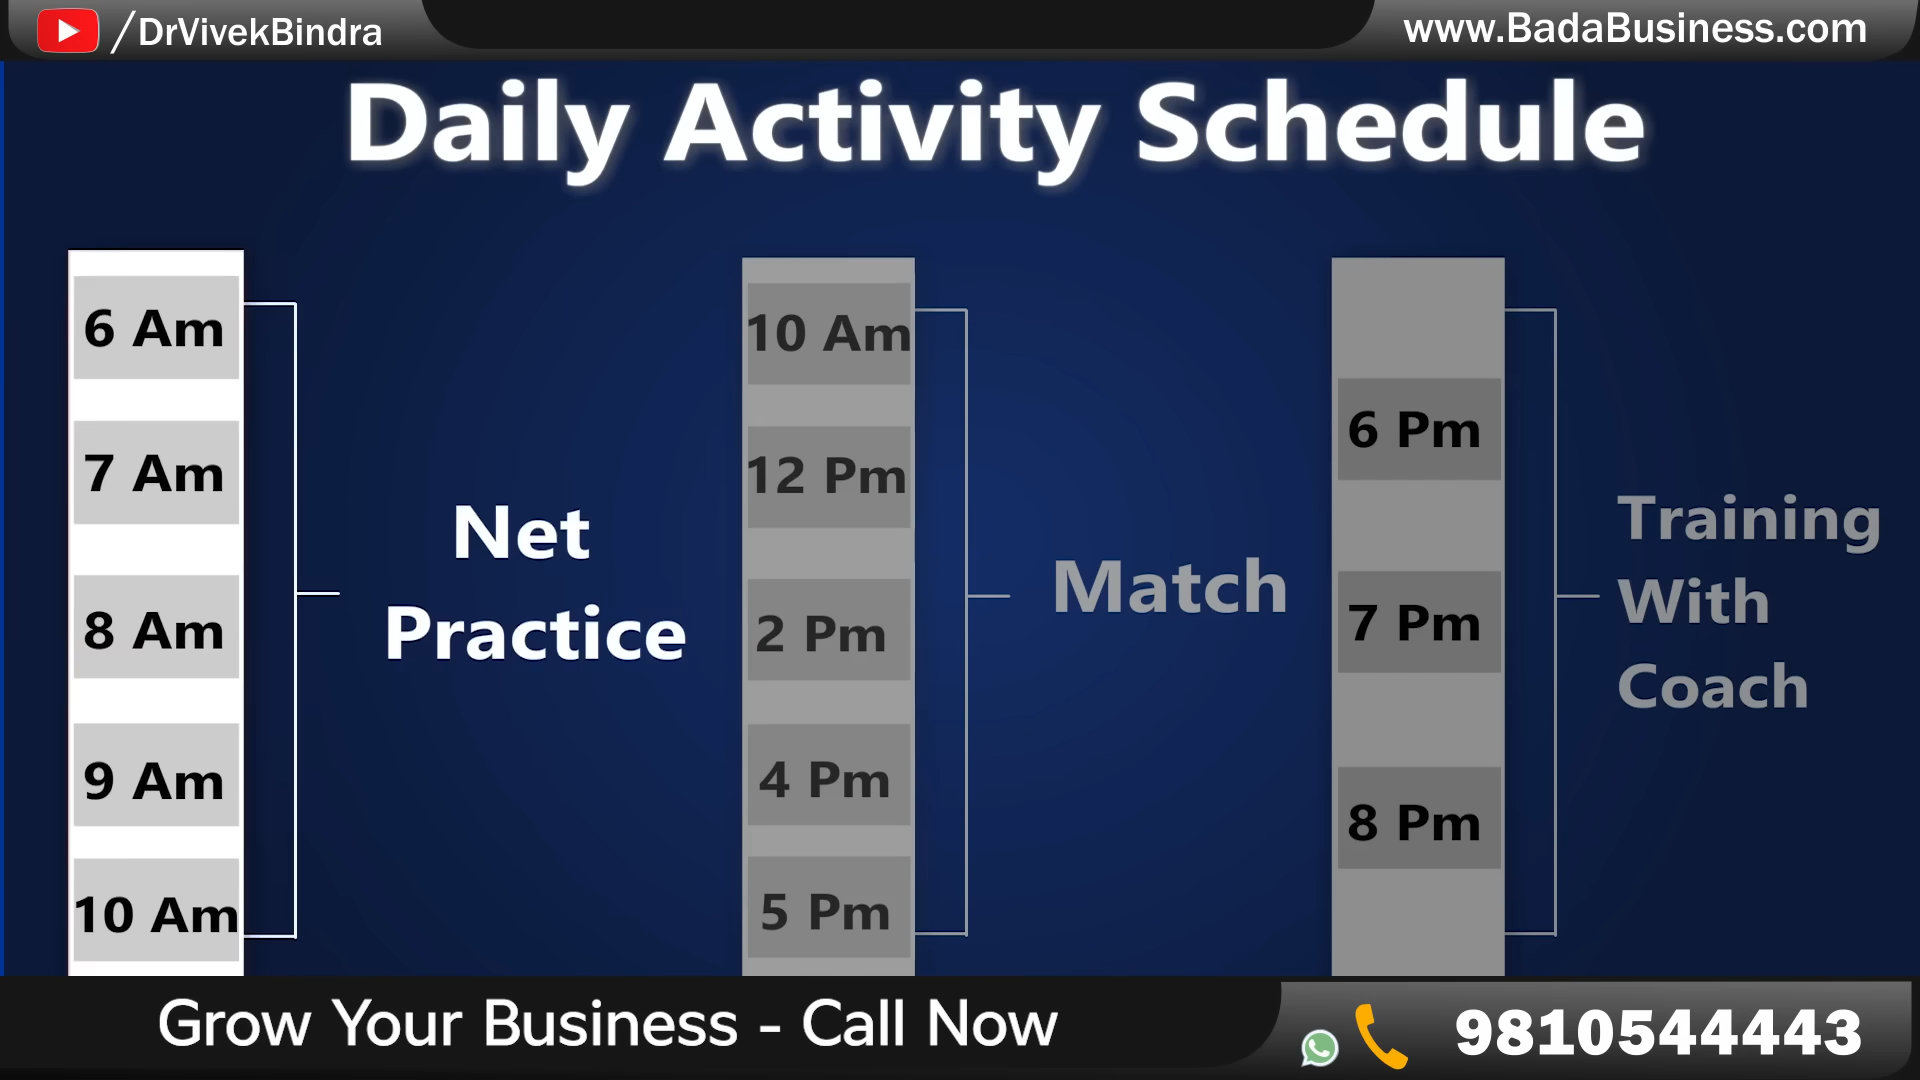 /DrVivekBindra
www.BadaBusiness.com
Daily Activity Schedule
6 Am
7 Am
8 Am
9 Am
10 Am
Net
Practice
10 Am
12 Pm
2 Pm
4 Pm
5 Pm
Match
6 Pm
7 Pm
8 Pm
Training
With
Coach
Grow Your Business - Call Now
9810544443